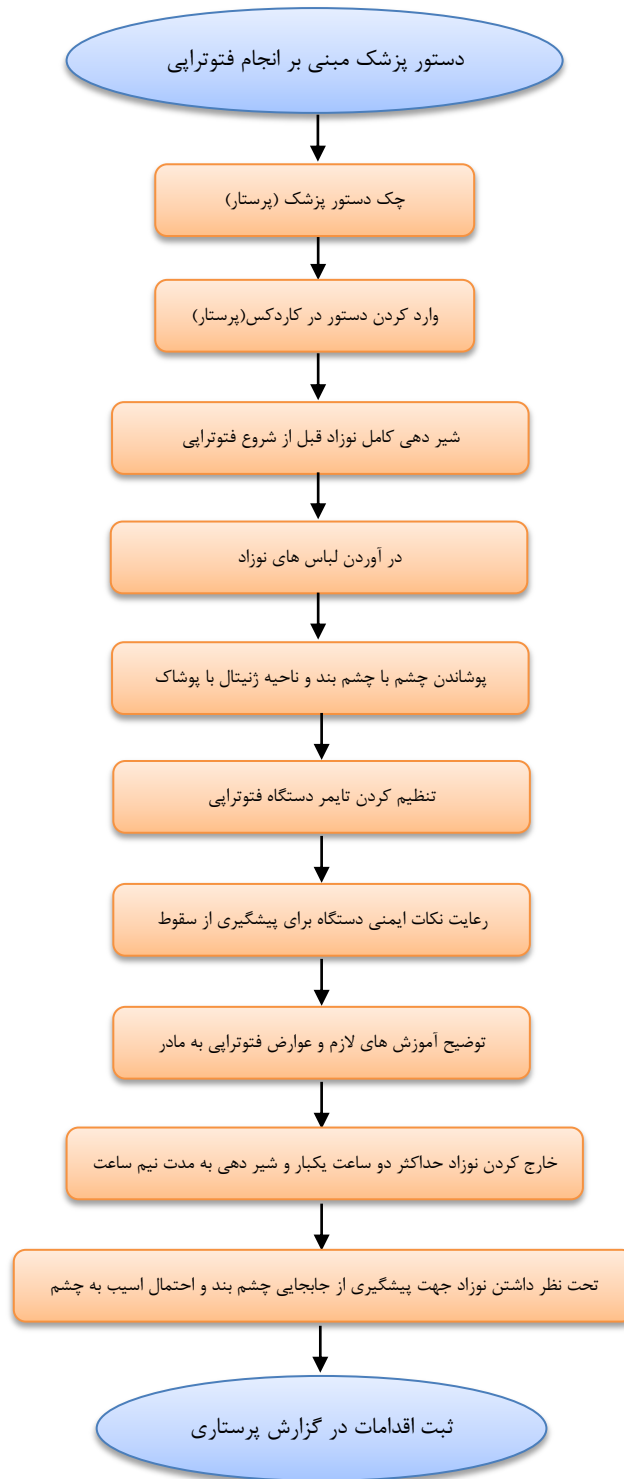 دستور پزشک مبنی بر انجام فتوتراپی
چک دستور پزشک (پرستار)
وارد کردن دستور در کاردکس(پرستار)
شیر دهی کامل نوزاد قبل از شروع فتوتراپی
در آوردن لباس های نوزاد
پوشاندن چشم با چشم بند و ناحیه ژنیتال با پوشاک
تنظیم کردن تایمر دستگاه فتوتراپی
رعایت نکات ایمنی دستگاه برای پیشگیری از سقوط
توضیح آموزش های لازم و عوارض فتوتراپی به مادر
خارج کردن نوزاد حداکثر دو ساعت یکبار و شیر دهی به مدت نیم ساعت
تحت نظر داشتن نوزاد جهت پیشگیری از جابجایی چشم بند و احتمال اسیب به چشم
ثبت اقدامات در گزارش پرستاری